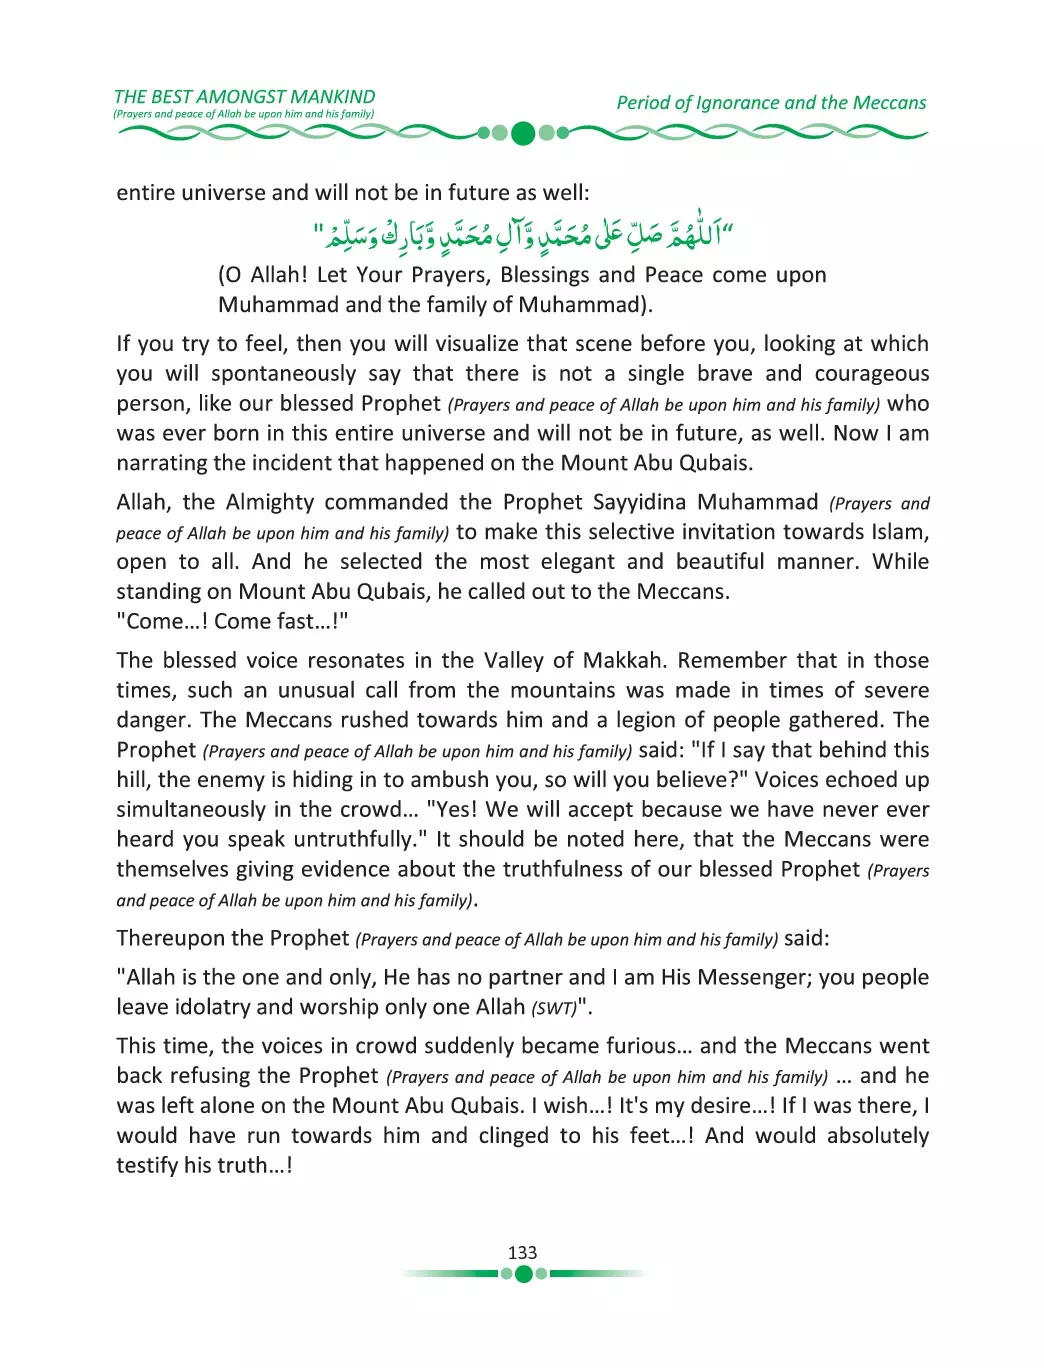 THE BEST AMONGST MANKIND
(Prayers and peace of Allah be upon him and his family)
Period of Ignorance and the Meccans
entire universe and will not be in future as well:
“اَللّٰهُمَّ صَلِّ عَلٰى مُحَمَّدٍ وَّآلِ مُحَمَّدٍ وَّبَارِكْ وَسَلِّمْ"
(O Allah! Let Your Prayers, Blessings and Peace come upon
Muhammad and the family of Muhammad).
If you try to feel, then you will visualize that scene before you, looking at which
you will spontaneously say that there is not a single brave and courageous
person, like our blessed Prophet (Prayers and peace of Allah be upon him and his family) who
was ever born in this entire universe and will not be in future, as well. Now I am
narrating the incident that happened on the Mount Abu Qubais.
Allah, the Almighty commanded the Prophet Sayyidina Muhammad (Prayers and
peace of Allah be upon him and his family) to make this selective invitation towards Islam,
open to all. And he selected the most elegant and beautiful manner. While
standing on Mount Abu Qubais, he called out to the Meccans.
"Come…! Come fast…!"
The blessed voice resonates in the Valley of Makkah. Remember that in those
times, such an unusual call from the mountains was made in times of severe
danger. The Meccans rushed towards him and a legion of people gathered. The
Prophet (Prayers and peace of Allah be upon him and his family) said: "If I say that behind this
hill, the enemy is hiding in to ambush you, so will you believe?" Voices echoed up
simultaneously in the crowd… "Yes! We will accept because we have never ever
heard you speak untruthfully." It should be noted here, that the Meccans were
themselves giving evidence about the truthfulness of our blessed Prophet (Prayers
and peace of Allah be upon him and his family).
Thereupon the Prophet (Prayers and peace of Allah be upon him and his family) said:
"Allah is the one and only, He has no partner and I am His Messenger; you people
leave idolatry and worship only one Allah (SWT)".
This time, the voices in crowd suddenly became furious… and the Meccans went
back refusing the Prophet (Prayers and peace of Allah be upon him and his family) … and he
was left alone on the Mount Abu Qubais. I wish…! It's my desire…! If I was there, I
would have run towards him and clinged to his feet…! And would absolutely
testify his truth…!
133